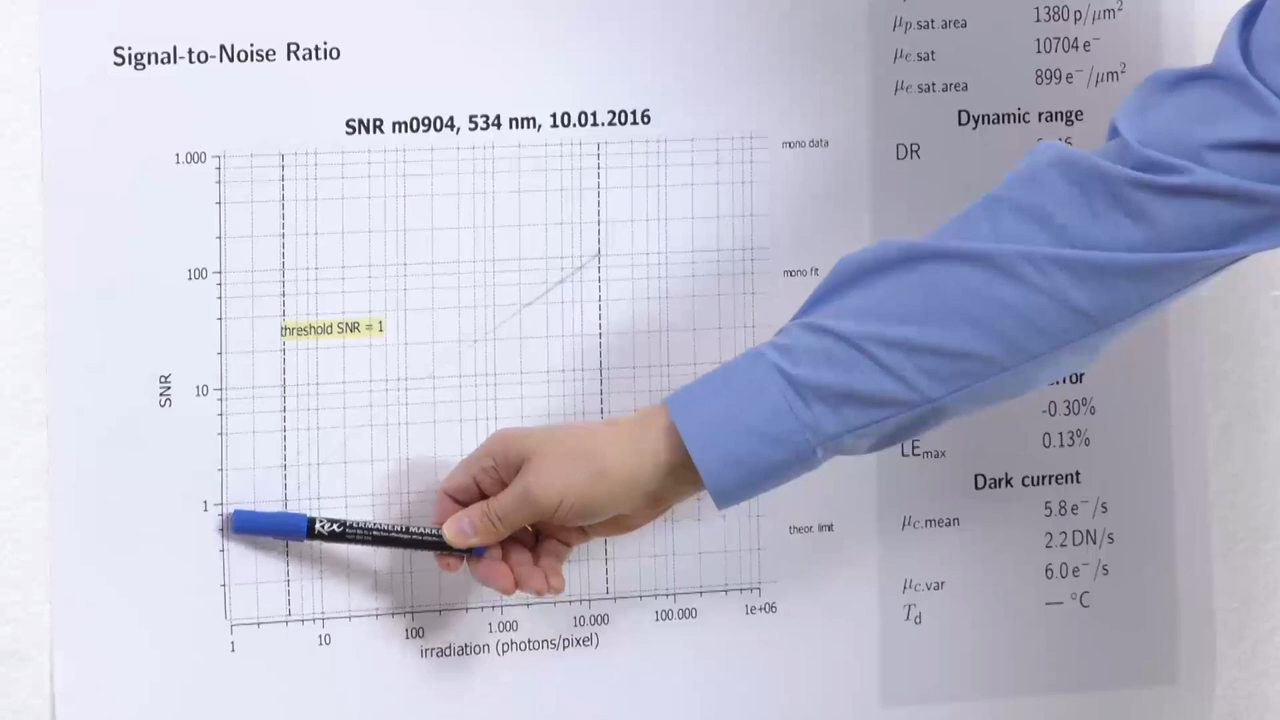 Signal-to-Noise Ratio
SNR m0904, 534 nm, 10.01.2016
1.000
100
10
1
SNR
threshold SNR = 1
mono data
mono fit
theor. limit
1
10
100
1.000
10.000
100.000
1e+06
irradiation (photons/pixel)
Rex PERMANENT
μp.sat.area 1380 p/μm²
μe.sat 10704 e⁻
μe.sat.area 899 e⁻/μm²
Dynamic range
DR
-0.30%
LEmax 0.13%
Dark current
μc.mean 5.8 e⁻/s
2.2 DN/s
μc.var 6.0 e⁻/s
Td — °C